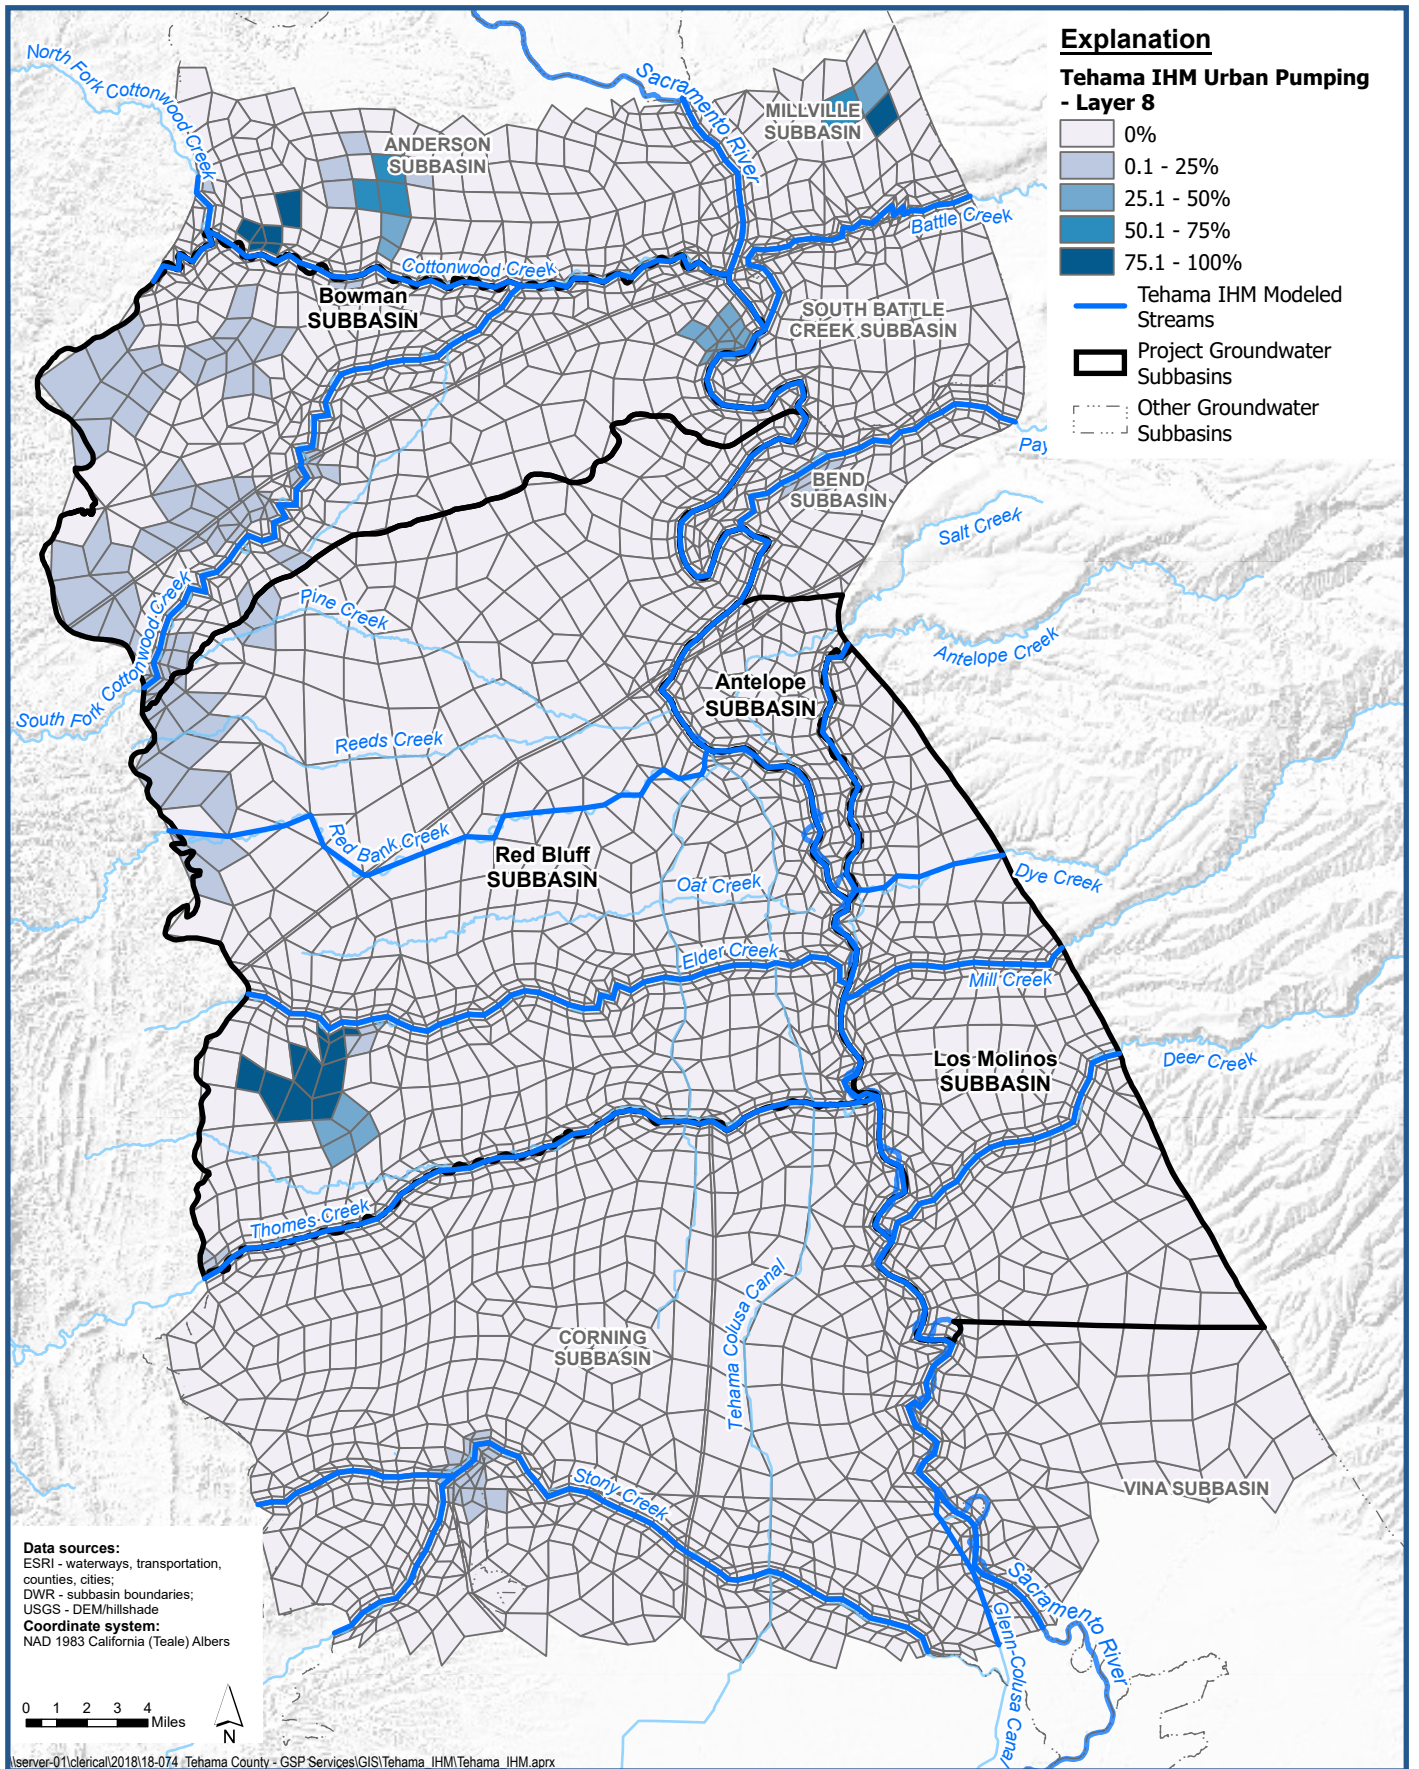 Explanation
Tehama IHM Urban Pumping
- Layer 8
0%
0.1 - 25%
25.1 - 50%
50.1 - 75%
75.1 - 100%
Tehama IHM Modeled
Streams
Project Groundwater
Subbasins
Other Groundwater
Subbasins
North Fork Cottonwood Creek
Sacramento River
MILLVILLE
SUBBASIN
ANDERSON
SUBBASIN
Battle Creek
Cottonwood Creek
Bowman
SUBBASIN
SOUTH BATTLE
CREEK SUBBASIN
Pay
BEND
SUBBASIN
Salt Creek
Pine Creek
Antelope Creek
South Fork Cottonwood Creek
Antelope
SUBBASIN
Reeds Creek
Red Bank Creek
Red Bluff
SUBBASIN
Oat Creek
Dye Creek
Elder Creek
Mill Creek
Los Molinos
SUBBASIN
Deer Creek
Thomes Creek
Tehama Colusa Canal
CORNING
SUBBASIN
Stony Creek
VINA SUBBASIN
Sacramento River
Glenn-Colusa Canal
Data sources:
ESRI - waterways, transportation,
counties, cities;
DWR - subbasin boundaries;
USGS - DEM/hillshade
Coordinate system:
NAD 1983 California (Teale) Albers
0 1 2 3 4
Miles
N
\\server-01\clerical\2018\18-074_Tehama County - GSP Services\GIS\Tehama_IHM\Tehama_IHM.aprx